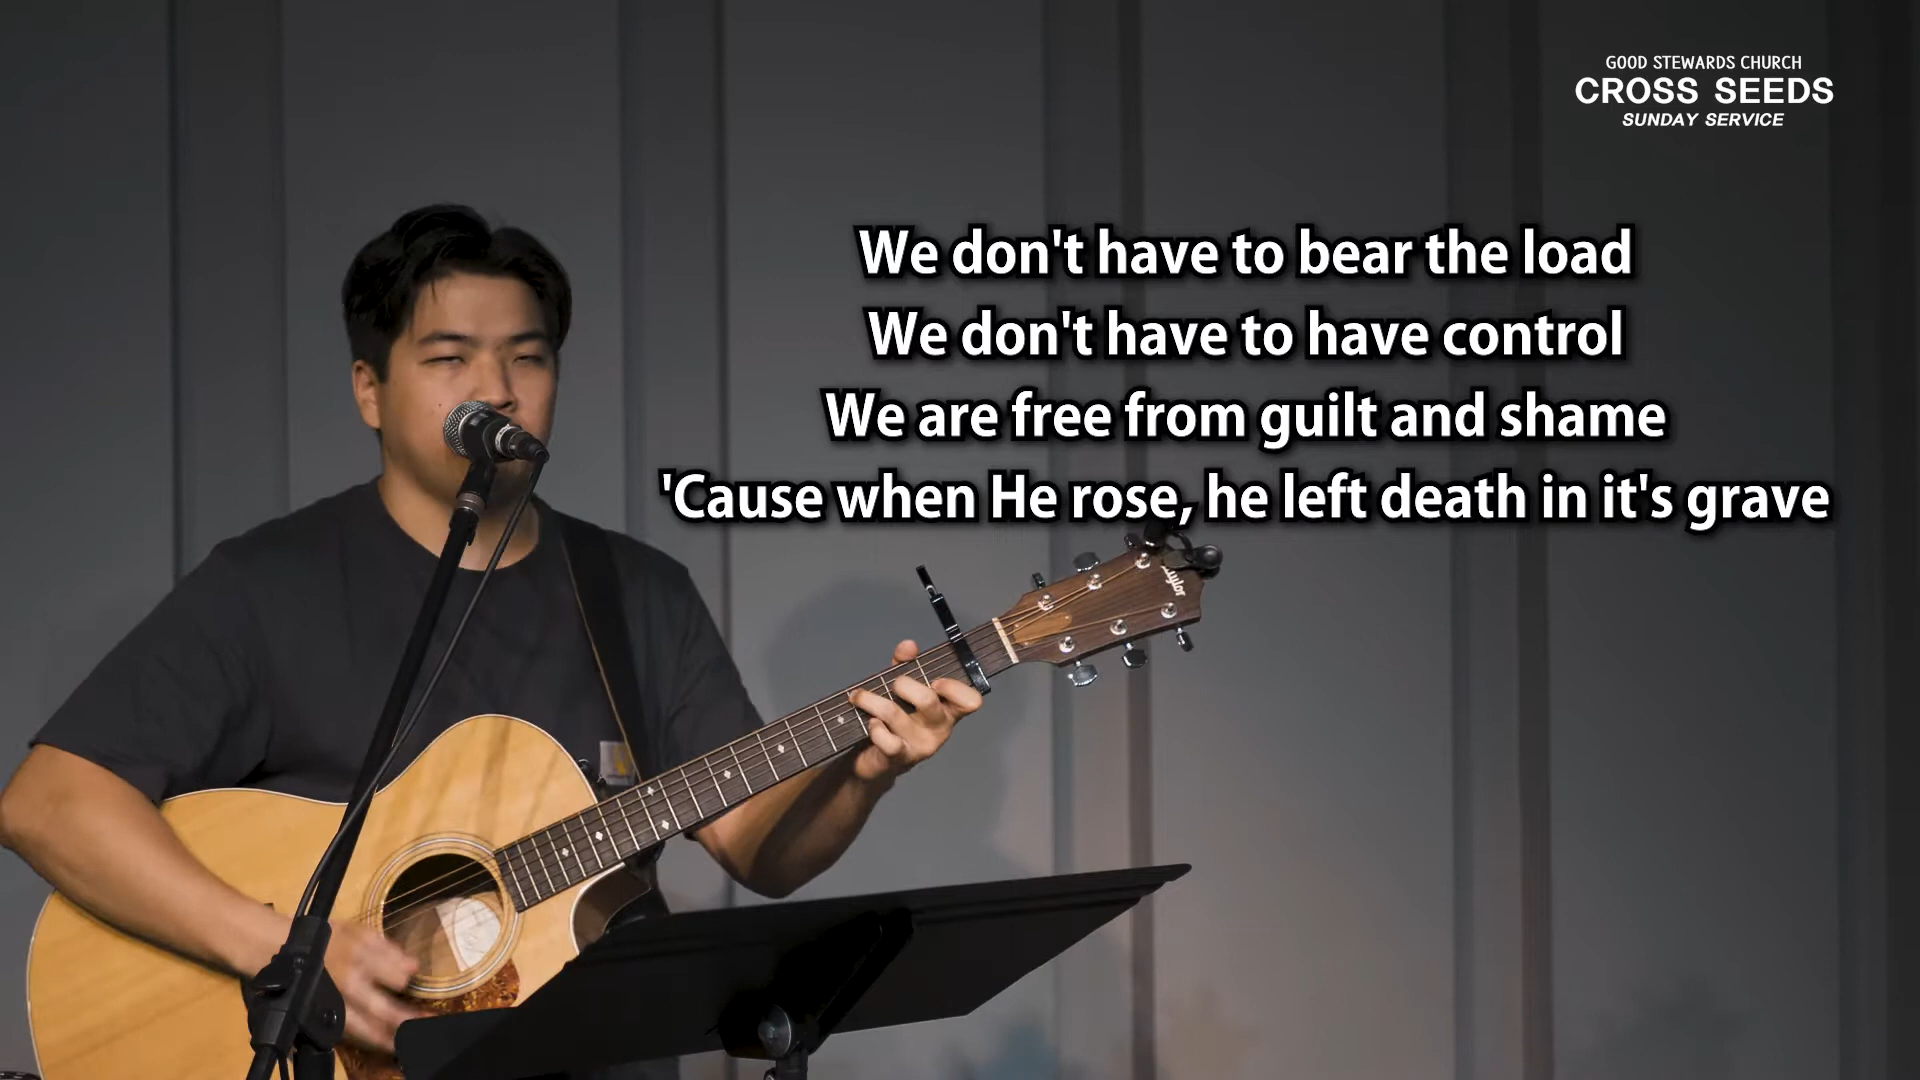 GOOD STEWARDS CHURCH
CROSS SEEDS
SUNDAY SERVICE
We don't have to bear the load
We don't have to have control
We are free from guilt and shame
'Cause when He rose, he left death in it's grave
Taylor